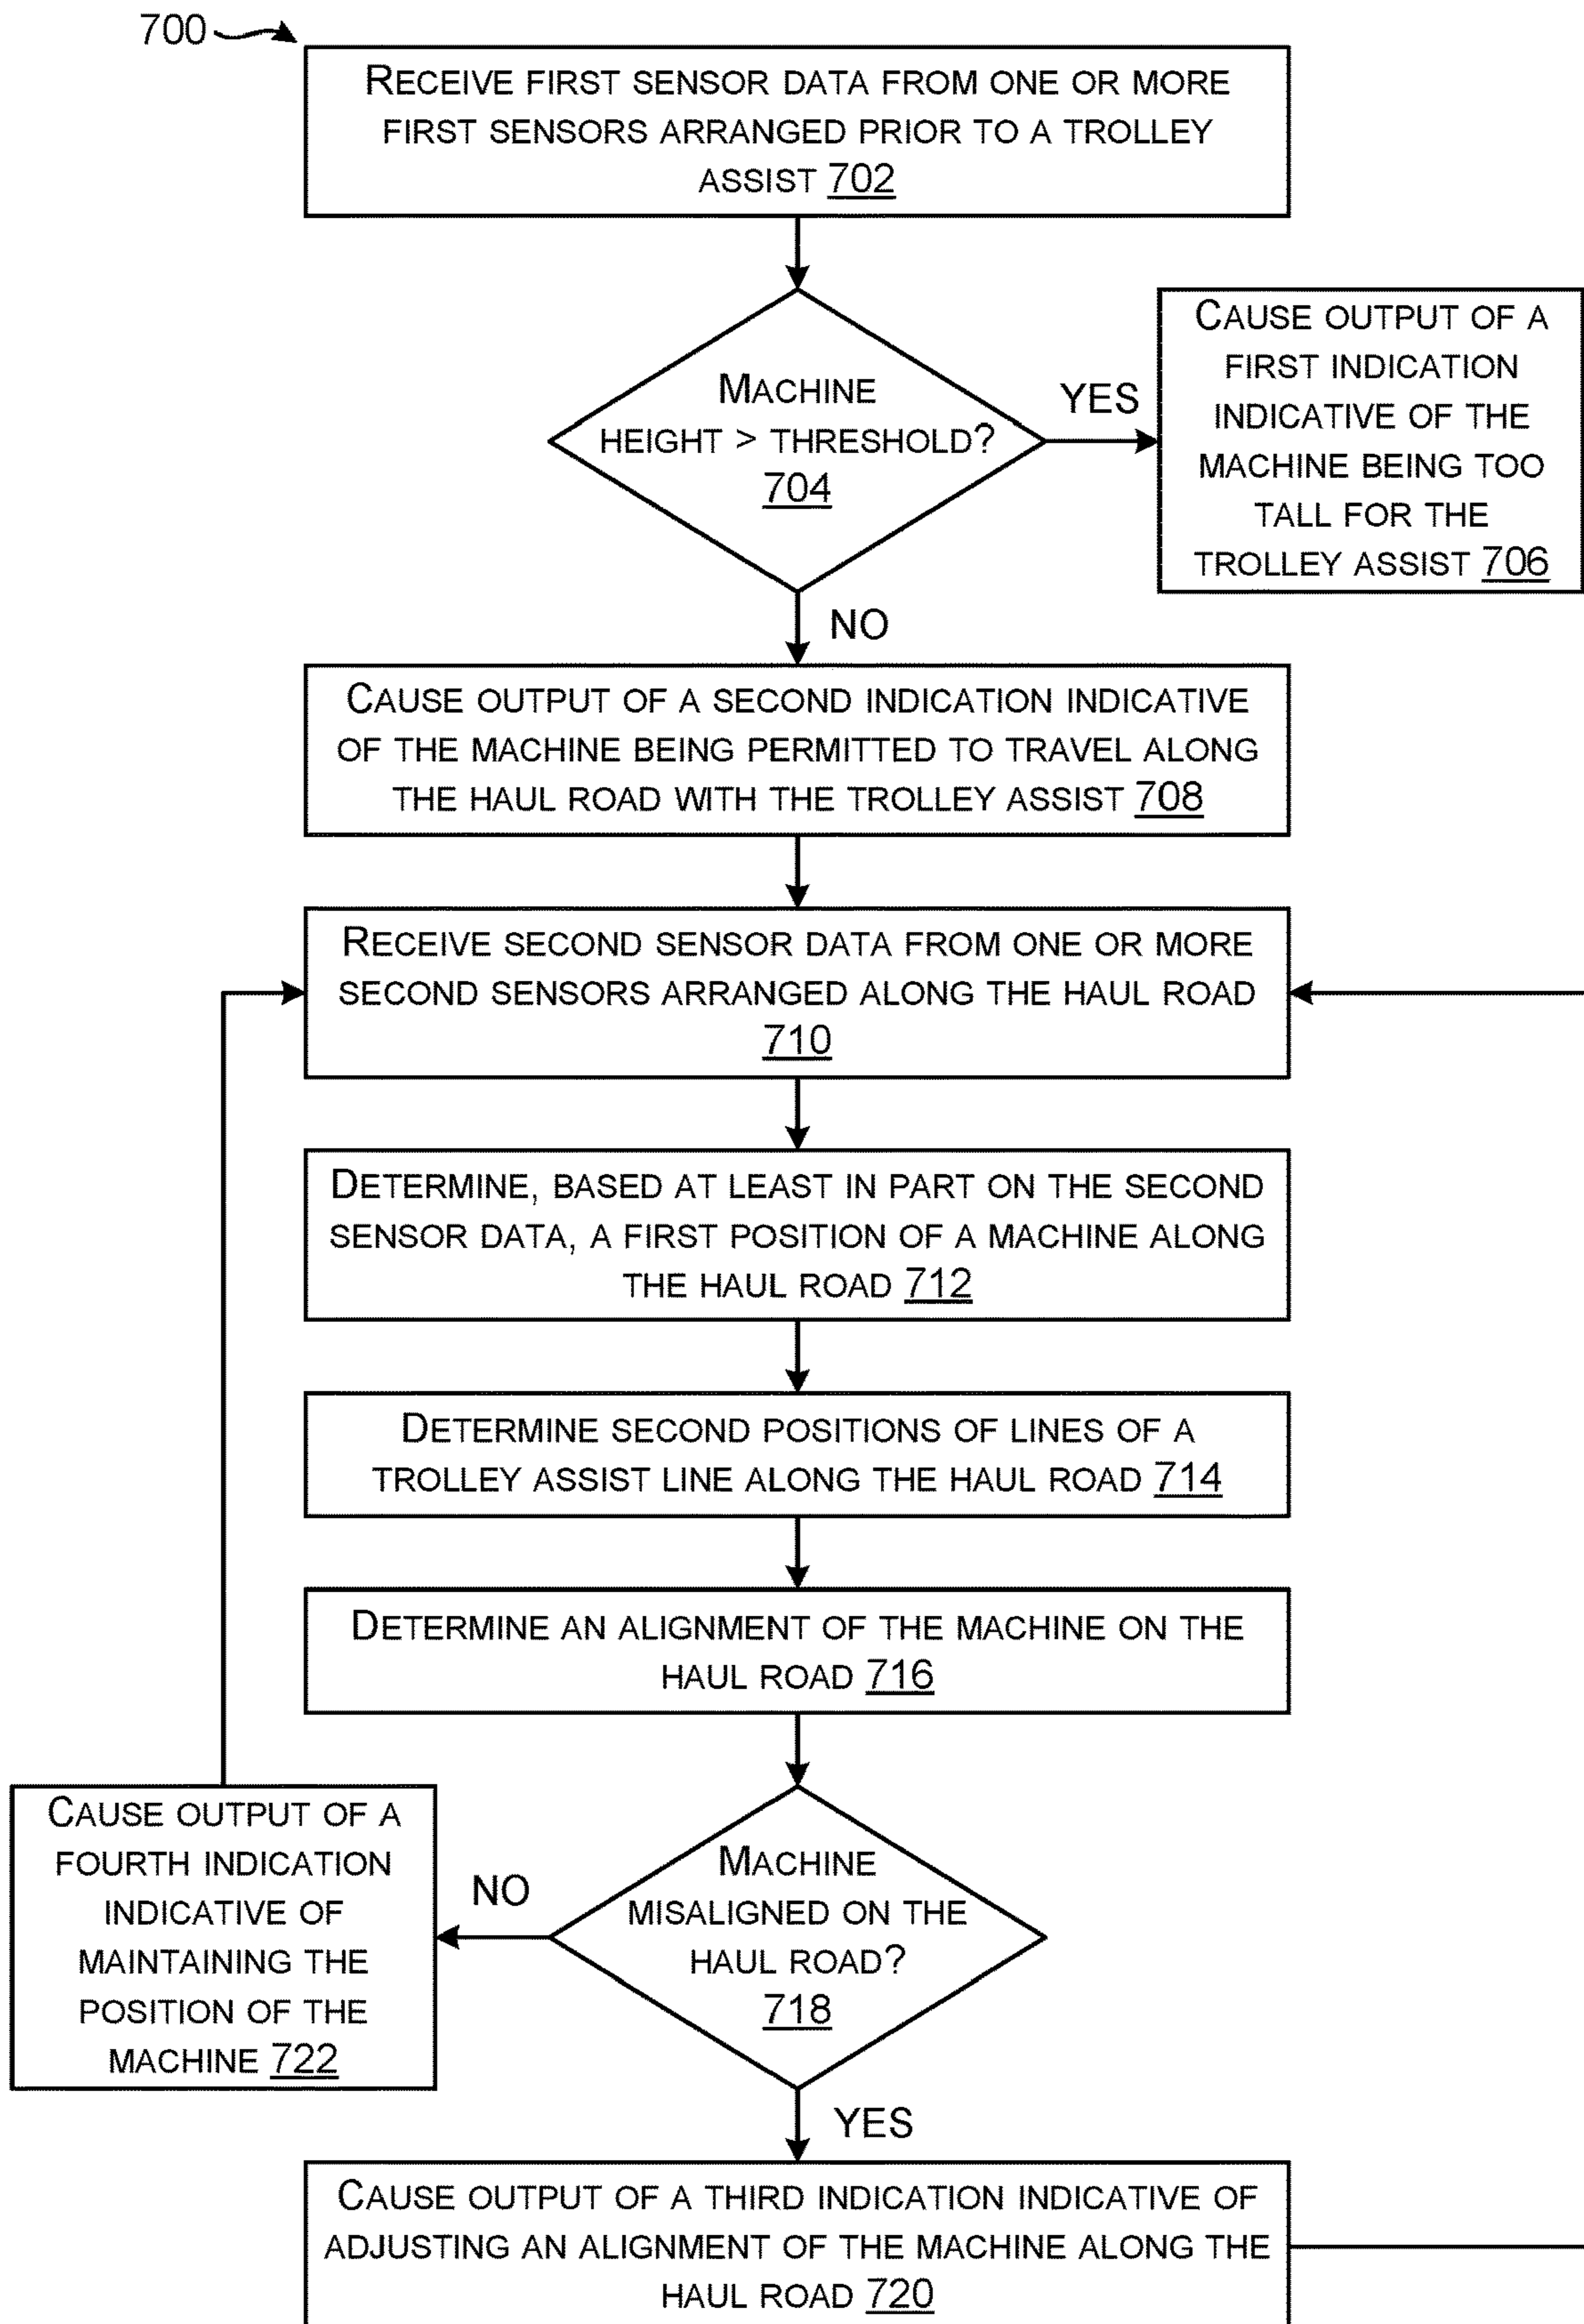 700
RECEIVE FIRST SENSOR DATA FROM ONE OR MORE
FIRST SENSORS ARRANGED PRIOR TO A TROLLEY
ASSIST 702
MACHINE
HEIGHT > THRESHOLD?
704
YES
CAUSE OUTPUT OF A
FIRST INDICATION
INDICATIVE OF THE
MACHINE BEING TOO
TALL FOR THE
TROLLEY ASSIST 706
NO
CAUSE OUTPUT OF A SECOND INDICATION INDICATIVE
OF THE MACHINE BEING PERMITTED TO TRAVEL ALONG
THE HAUL ROAD WITH THE TROLLEY ASSIST 708
RECEIVE SECOND SENSOR DATA FROM ONE OR MORE
SECOND SENSORS ARRANGED ALONG THE HAUL ROAD
710
DETERMINE, BASED AT LEAST IN PART ON THE SECOND
SENSOR DATA, A FIRST POSITION OF A MACHINE ALONG
THE HAUL ROAD 712
DETERMINE SECOND POSITIONS OF LINES OF A
TROLLEY ASSIST LINE ALONG THE HAUL ROAD 714
DETERMINE AN ALIGNMENT OF THE MACHINE ON THE
HAUL ROAD 716
MACHINE
MISALIGNED ON THE
HAUL ROAD?
718
NO
CAUSE OUTPUT OF A
FOURTH INDICATION
INDICATIVE OF
MAINTAINING THE
POSITION OF THE
MACHINE 722
YES
CAUSE OUTPUT OF A THIRD INDICATION INDICATIVE OF
ADJUSTING AN ALIGNMENT OF THE MACHINE ALONG THE
HAUL ROAD 720